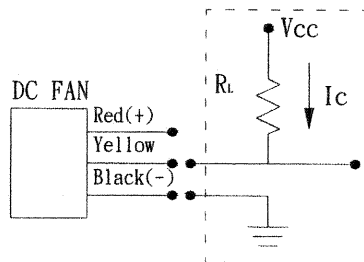 Vcc
DC FAN
RL
Ic
Red(+)
Yellow
Black(-)